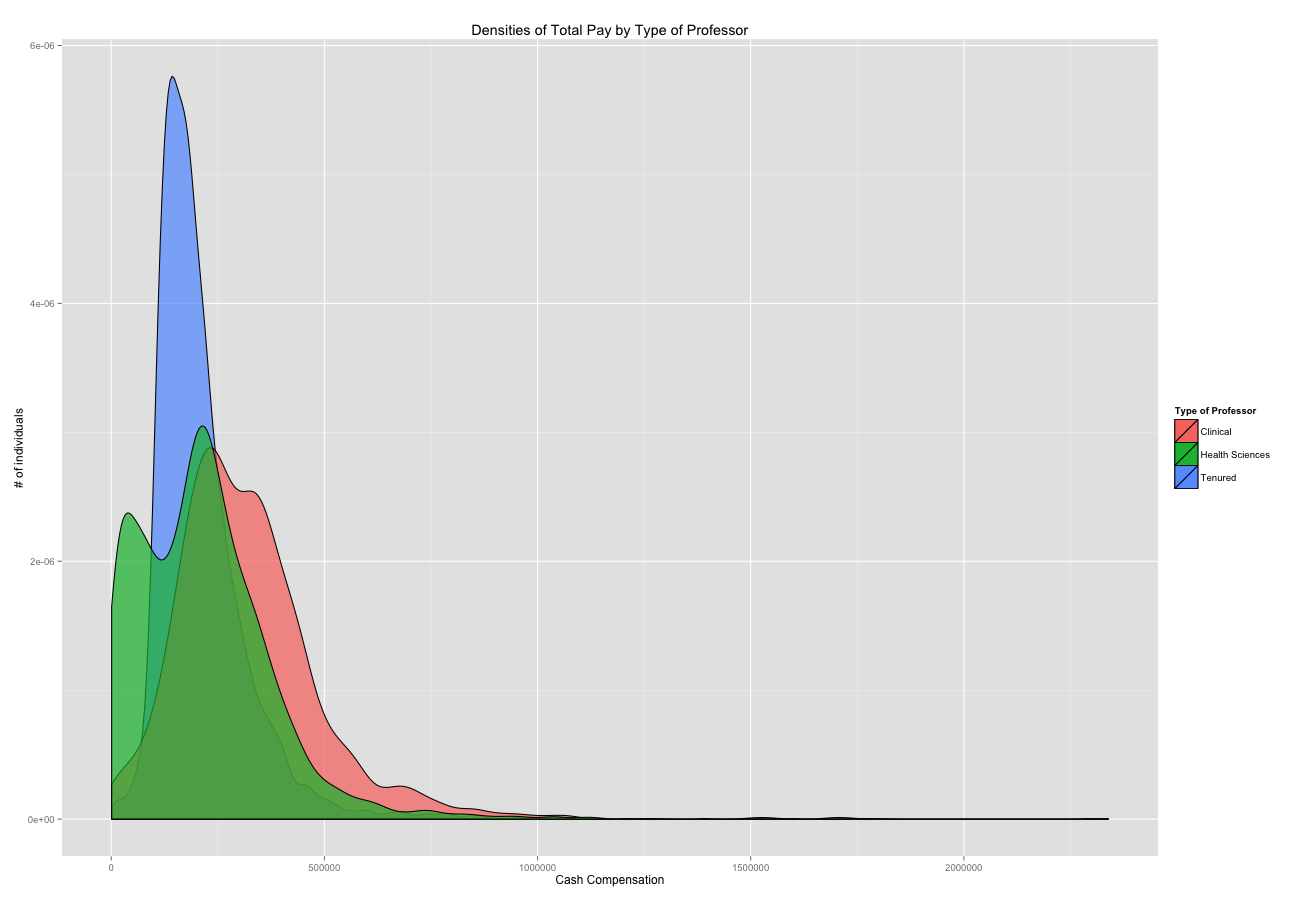 Densities of Total Pay by Type of Professor
6e-06
4e-06
2e-06
0e+00
# of individuals
0 500000 1000000 1500000 2000000
Cash Compensation
Type of Professor
Clinical
Health Sciences
Tenured